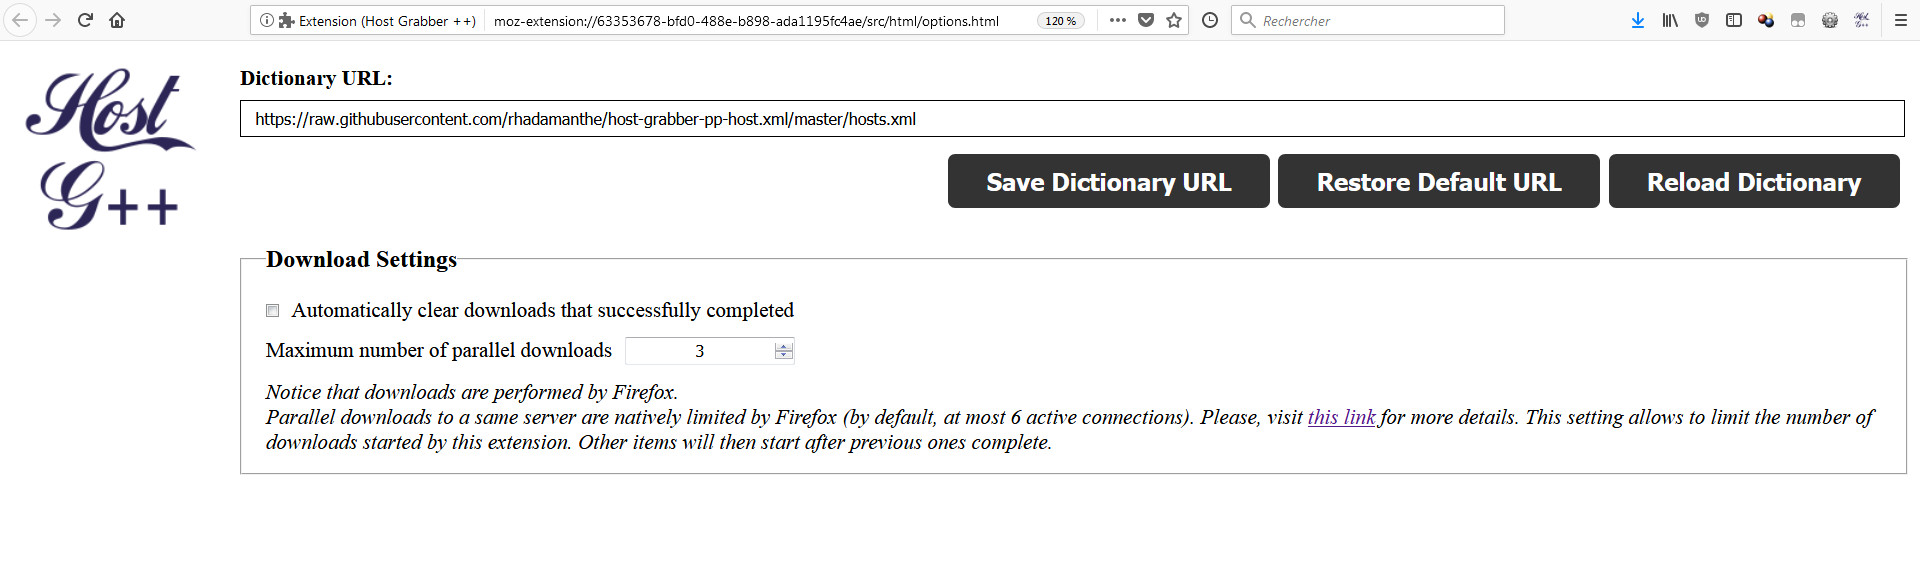 Extension (Host Grabber ++) moz-extension://63353678-bfd0-488e-b898-ada1195fc4ae/src/html/options.html 120 % Rechercher
Host
G++
Dictionary URL:
https://raw.githubusercontent.com/rhadamanthe/host-grabber-pp-host.xml/master/hosts.xml
Save Dictionary URL Restore Default URL Reload Dictionary
Download Settings
Automatically clear downloads that successfully completed
Maximum number of parallel downloads 3
Notice that downloads are performed by Firefox.
Parallel downloads to a same server are natively limited by Firefox (by default, at most 6 active connections). Please, visit this link for more details. This setting allows to limit the number of
downloads started by this extension. Other items will then start after previous ones complete.